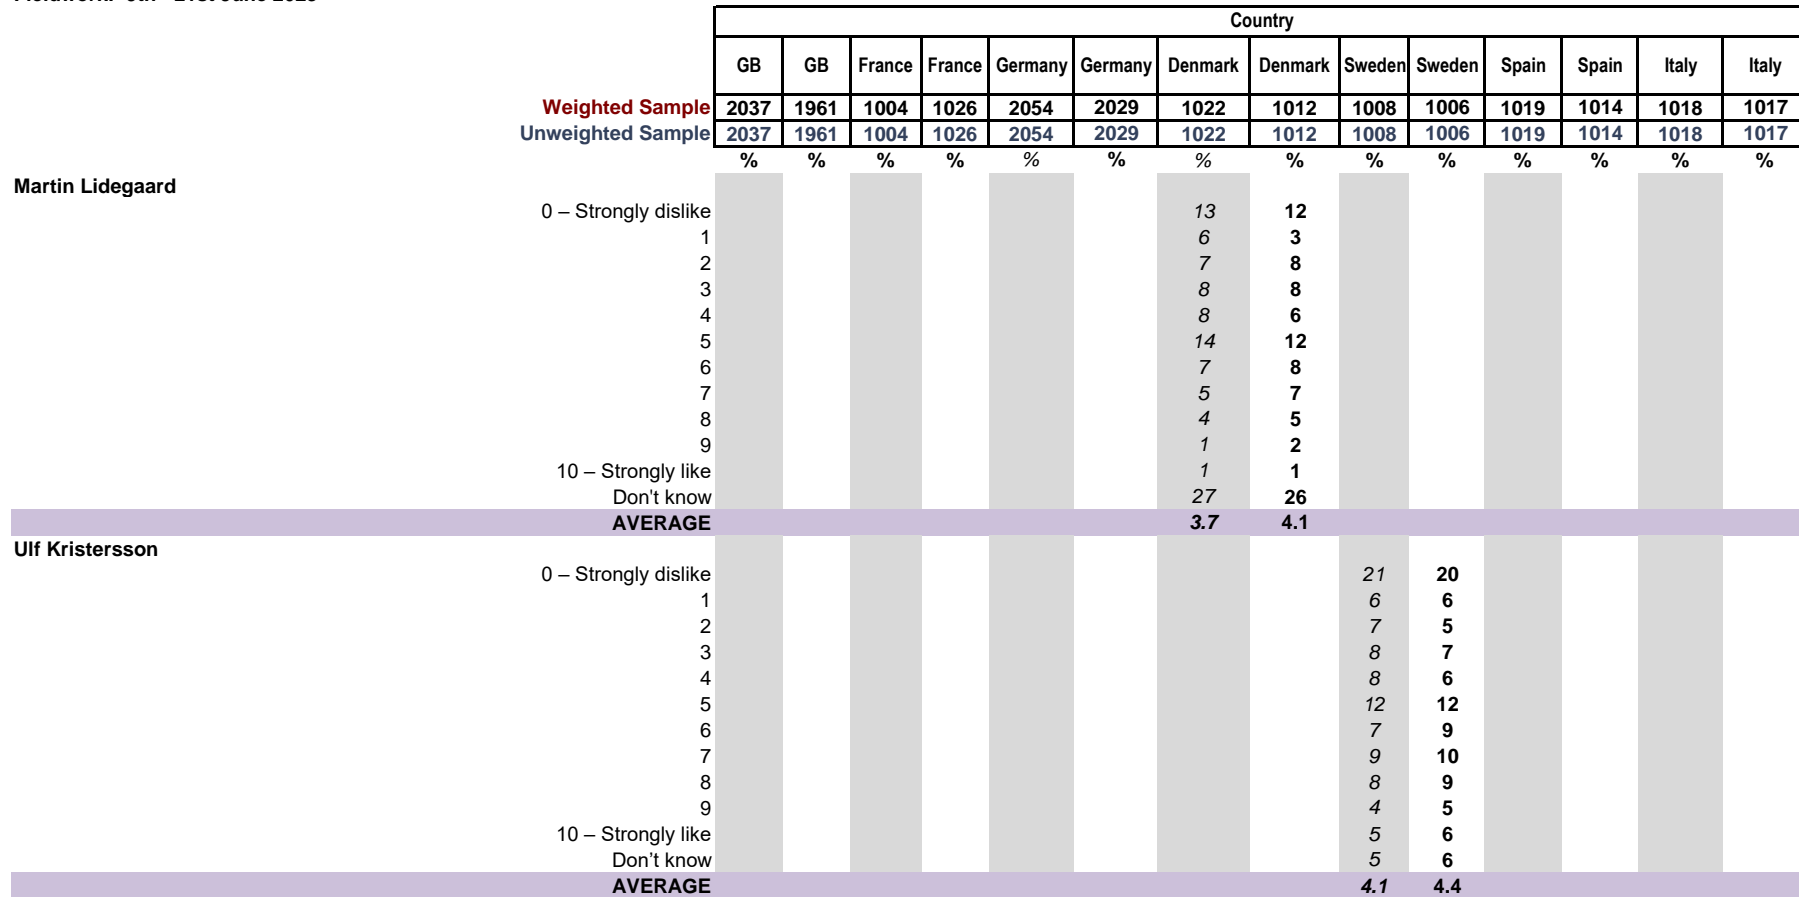 Country
GB GB France France Germany Germany Denmark Denmark Sweden Sweden Spain Spain Italy Italy
Weighted Sample 2037 1961 1004 1026 2054 2029 1022 1012 1008 1006 1019 1014 1018 1017
Unweighted Sample 2037 1961 1004 1026 2054 2029 1022 1012 1008 1006 1019 1014 1018 1017
% % % % % % % % % % % % % %
Martin Lidegaard
0 – Strongly dislike 13 12
1 6 3
2 7 8
3 8 8
4 8 6
5 14 12
6 7 8
7 5 7
8 4 5
9 1 2
10 – Strongly like 1 1
Don't know 27 26
AVERAGE 3.7 4.1
Ulf Kristersson
0 – Strongly dislike 21 20
1 6 6
2 7 5
3 8 7
4 8 6
5 12 12
6 7 9
7 9 10
8 8 9
9 4 5
10 – Strongly like 5 6
Don’t know 5 6
AVERAGE 4.1 4.4